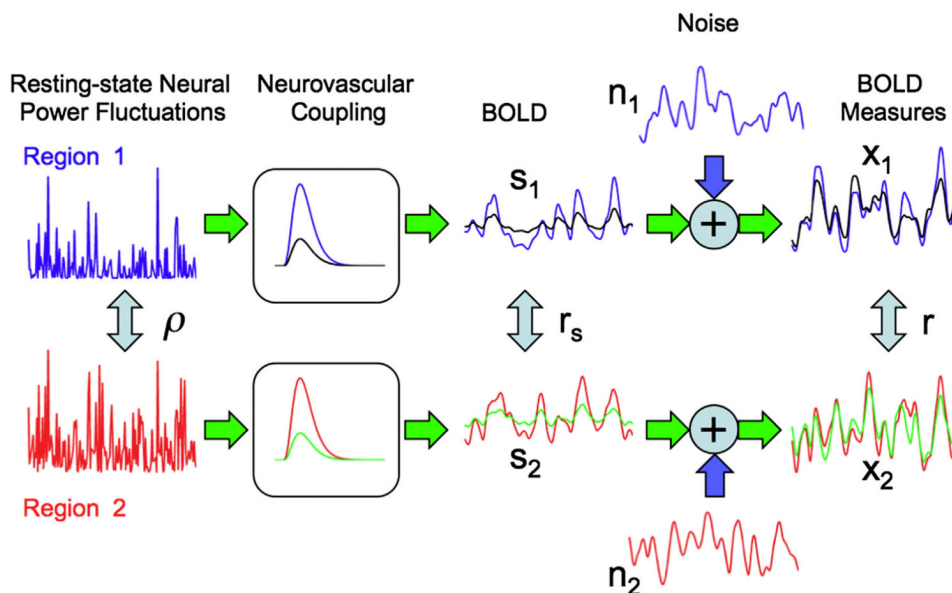 Noise
Resting-state Neural
Power Fluctuations
Neurovascular
Coupling
BOLD
BOLD
Measures
n1
Region 1
S1
+
X1
ρ
rs
r
+
S2
X2
Region 2
n2